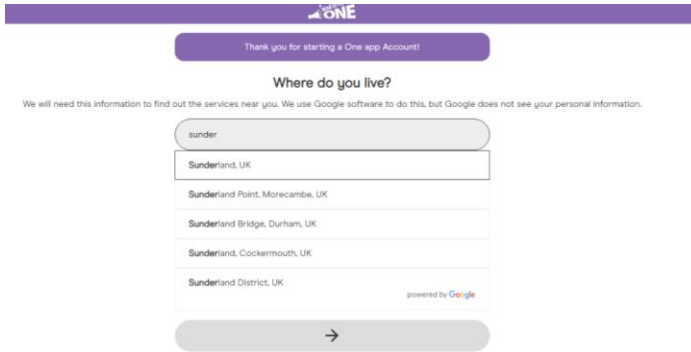 ONE
Thank you for starting a One app Account!
Where do you live?
We will need this information to find out the services near you. We use Google software to do this, but Google does not see your personal information.
sunder
Sunderland, UK
Sunderland Point, Morecambe, UK
Sunderland Bridge, Durham, UK
Sunderland, Cockermouth, UK
Sunderland District, UK
powered by Google